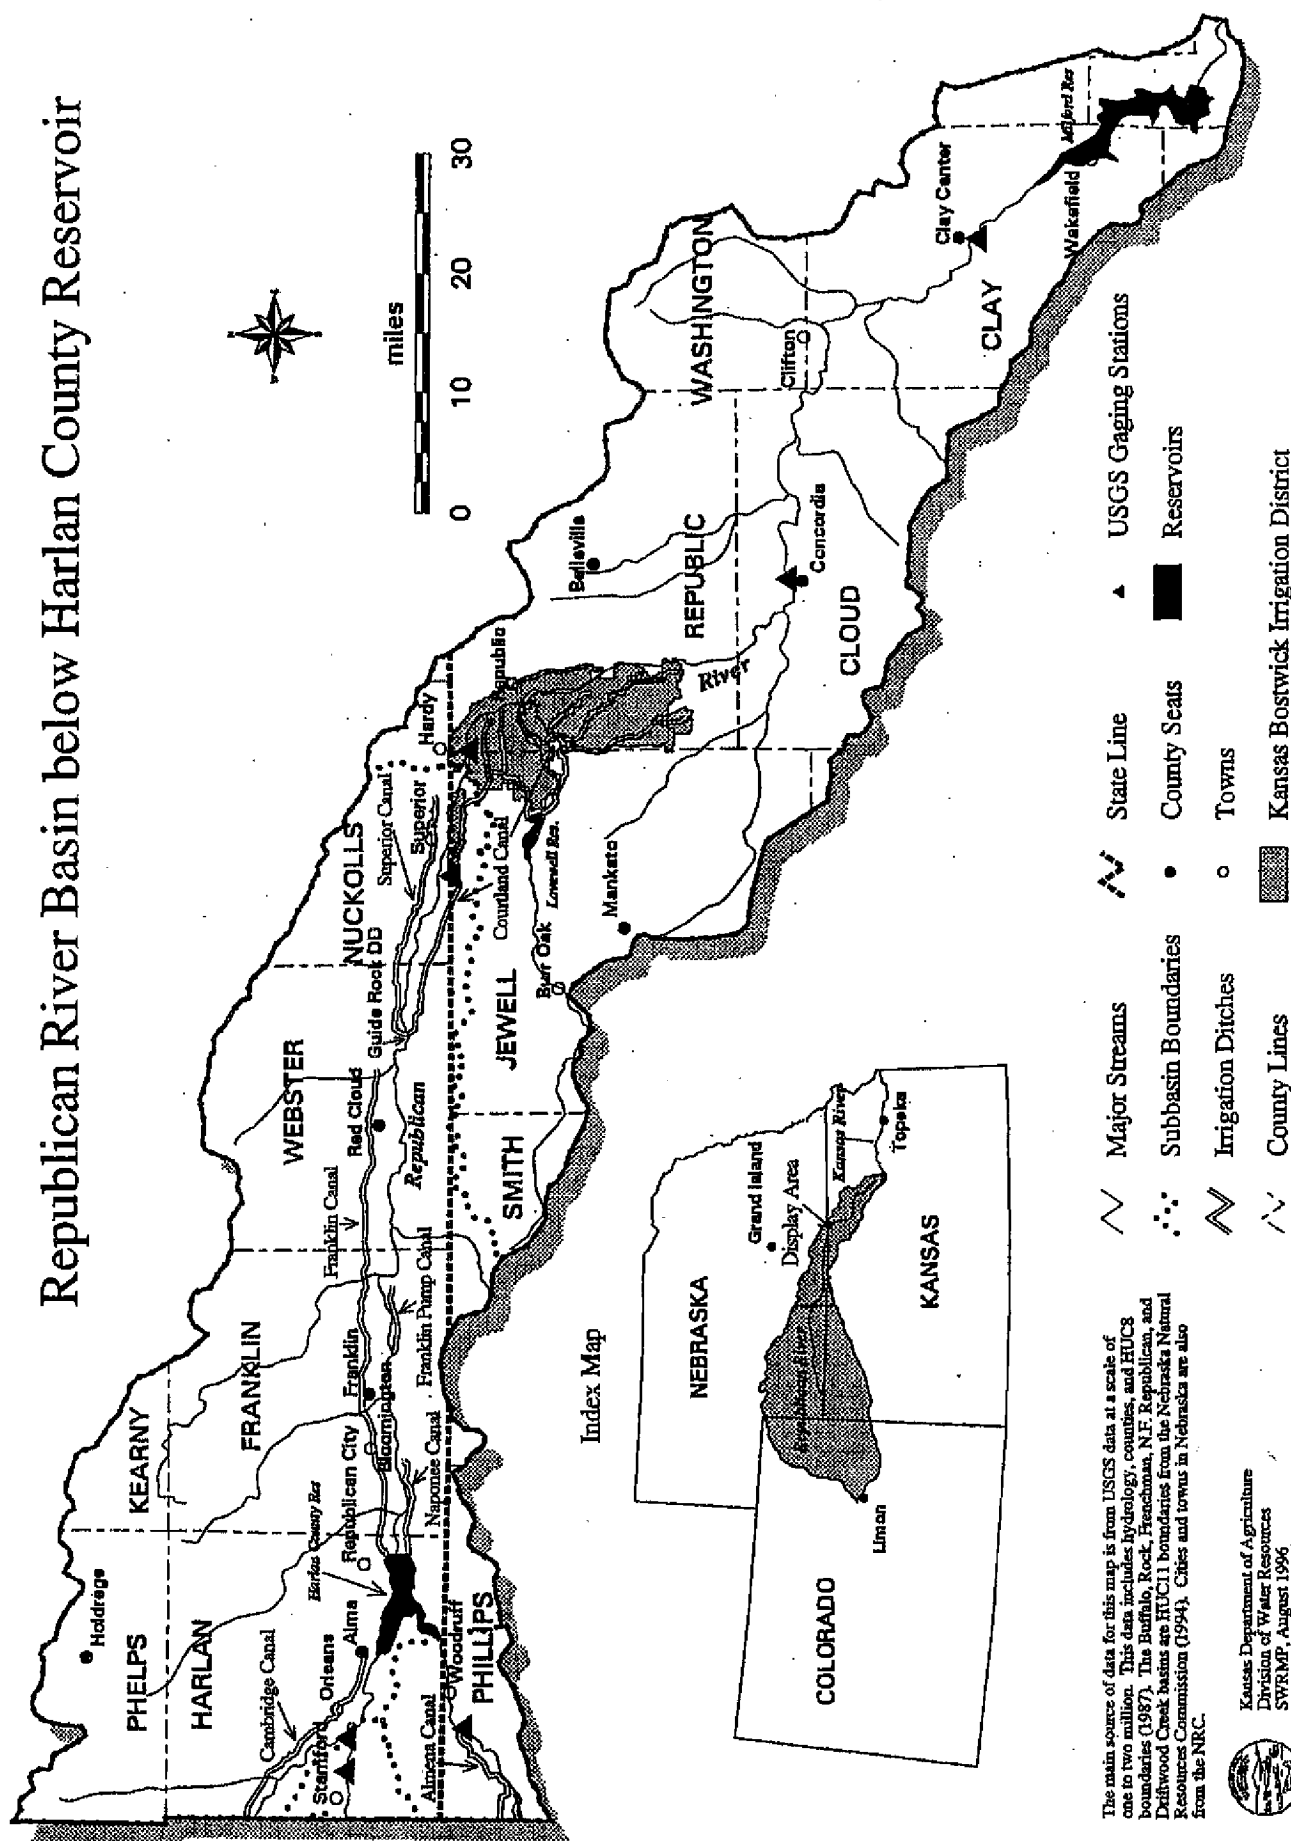 Republican River Basin below Harlan County Reservoir
miles
0 10 20 30
PHELPS
Holdrege
KEARNY
HARLAN
FRANKLIN
WEBSTER
NUCKOLLS
Cambridge Canal
Orleans
Alma
Stamford
Harlan County Res
Republican City
Bloomington
Franklin
Naponee Canal
Franklin Pump Canal
Franklin Canal
Red Cloud
Republican
Guide Rock DD
Superior Canal
Superior
Hardy
Almena Canal
Woodruff
PHILLIPS
SMITH
JEWELL
Burr Oak
Courtland Canal
Lovewell Res.
Mankato
Republic
Belleville
REPUBLIC
River
WASHINGTON
Concordia
CLOUD
Clifton
Clay Center
CLAY
Wakefield
Milford Res
Index Map
NEBRASKA
Grand Island
Display Area
Republican River
Kansas River
Topeka
KANSAS
COLORADO
Limon
Major Streams
Subbasin Boundaries
Irrigation Ditches
County Lines
State Line
County Seats
Towns
Kansas Bostwick Irrigation District
USGS Gaging Stations
Reservoirs
The main source of data for this map is from USGS data at a scale of
one to two million. This data includes hydrology, counties, and HUC8
boundaries (1987). The Buffalo, Rock, Frenchman, N.F. Republican, and
Driftwood Creek basins are HUC11 boundaries from the Nebraska Natural
Resources Commission (1994). Cities and towns in Nebraska are also
from the NRC.
Kansas Department of Agriculture
Division of Water Resources
SWRMP, August 1996